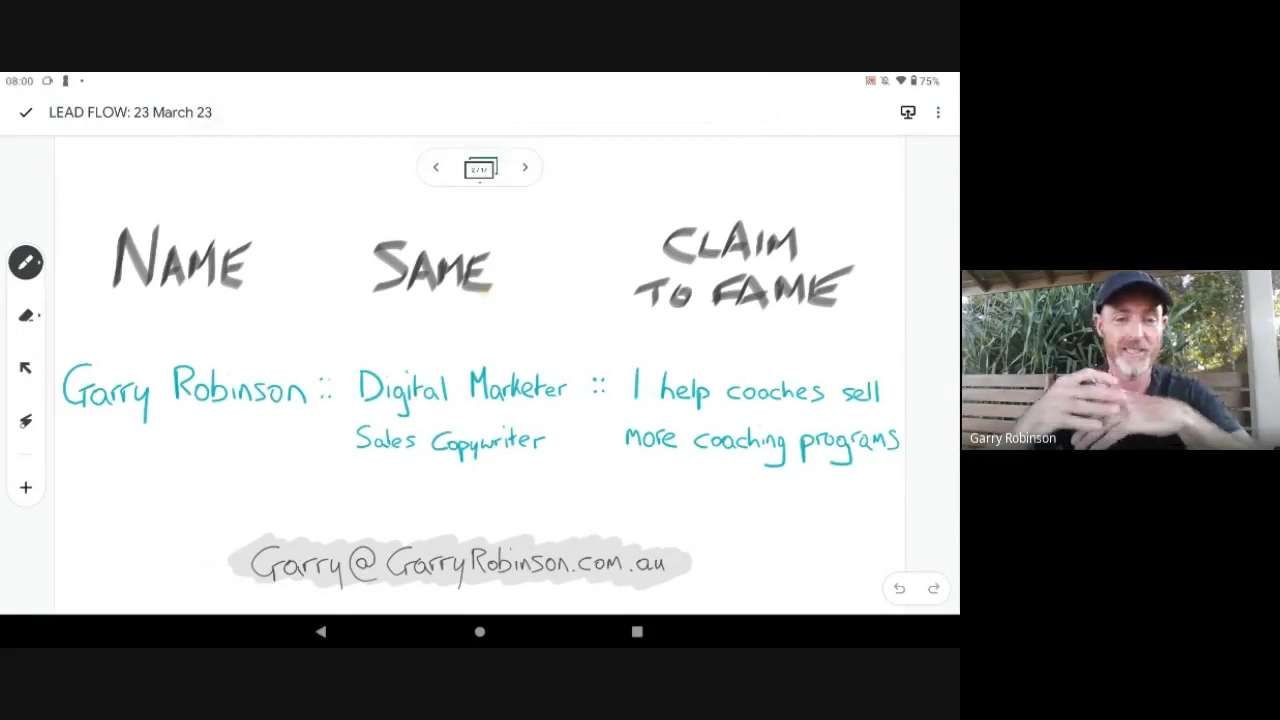 08:00
75%
LEAD FLOW: 23 March 23
NAME
SAME
CLAIM
TO FAME
Garry Robinson :: Digital Marketer :: I help coaches sell
Sales Copywriter more coaching programs
Garry@GarryRobinson.com.au
Garry Robinson